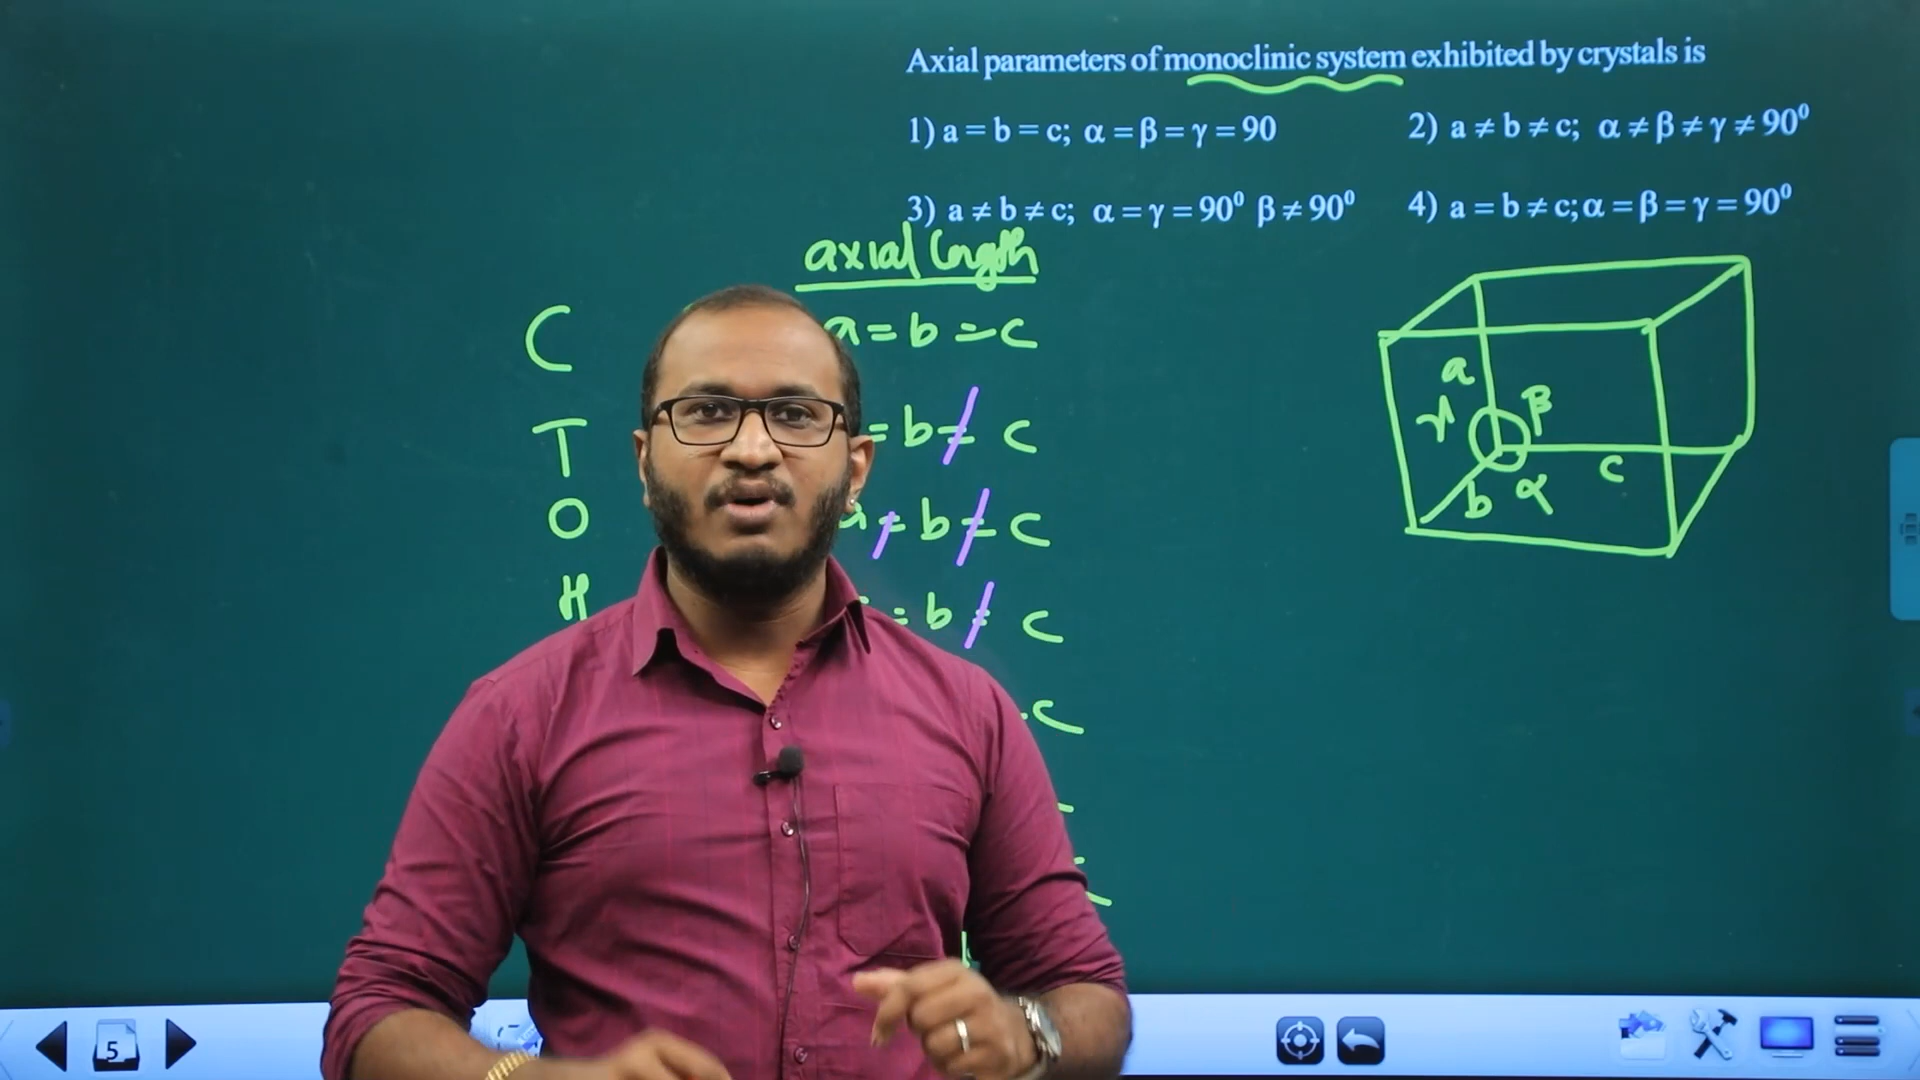 Axial parameters of monoclinic system exhibited by crystals is
1) a = b = c; α = β = γ = 90
2) a ≠ b ≠ c; α ≠ β ≠ γ ≠ 90⁰
3) a ≠ b ≠ c; α = γ = 90⁰ β ≠ 90⁰
4) a = b ≠ c; α = β = γ = 90⁰
axial length
C a = b = c
T = b ≠ c
O a ≠ b ≠ c
H = b ≠ c
c
a
γ β
b α c
5